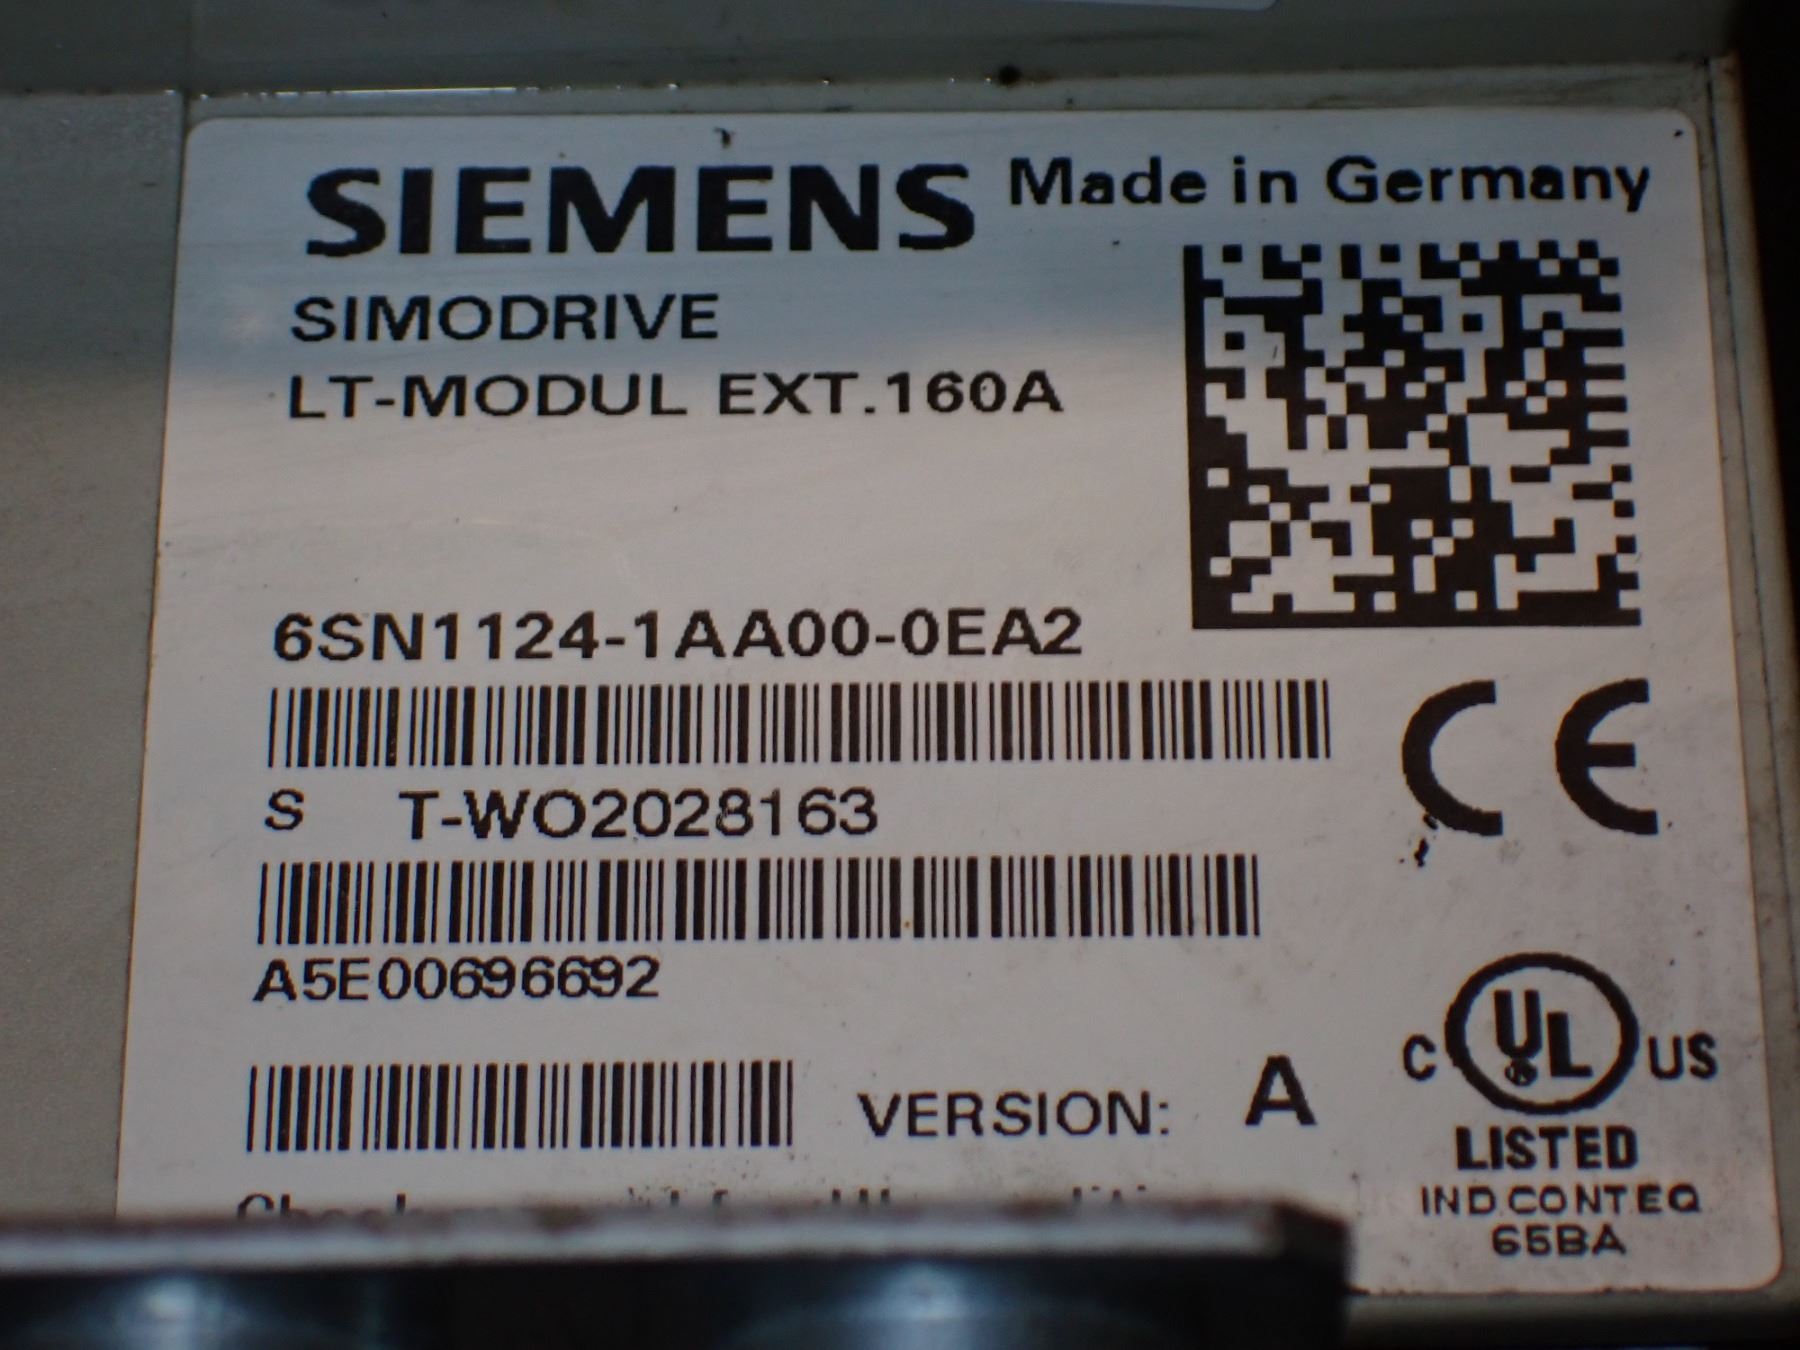 SIEMENS Made in Germany
SIMODRIVE
LT-MODUL EXT.160A
6SN1124-1AA00-0EA2
S T-WO2028163
A5E00696692
VERSION: A
C UL US
LISTED
IND.CONT.EQ
65BA
CE